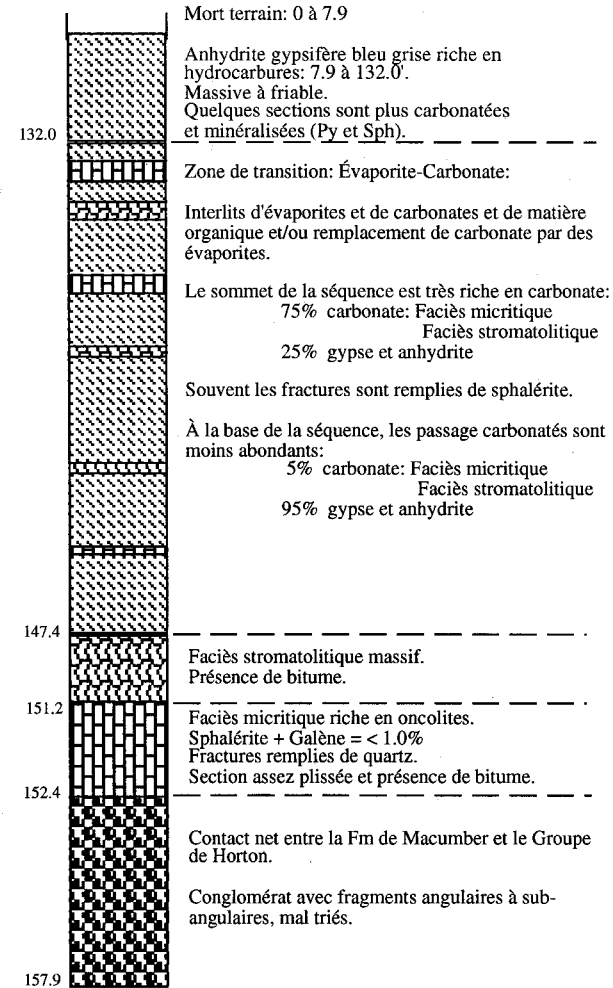 Mort terrain: 0 à 7.9
Anhydrite gypsifère bleu grise riche en
hydrocarbures: 7.9 à 132.0'.
Massive à friable.
Quelques sections sont plus carbonatées
et minéralisées (Py et Sph).
132.0
Zone de transition: Évaporite-Carbonate:
Interlits d'évaporites et de carbonates et de matière
organique et/ou remplacement de carbonate par des
évaporites.
Le sommet de la séquence est très riche en carbonate:
75% carbonate: Faciès micritique
Faciès stromatolitique
25% gypse et anhydrite
Souvent les fractures sont remplies de sphalérite.
À la base de la séquence, les passage carbonatés sont
moins abondants:
5% carbonate: Faciès micritique
Faciès stromatolitique
95% gypse et anhydrite
147.4
Faciès stromatolitique massif.
Présence de bitume.
151.2
Faciès micritique riche en oncolites.
Sphalérite + Galène = < 1.0%
Fractures remplies de quartz.
Section assez plissée et présence de bitume.
152.4
Contact net entre la Fm de Macumber et le Groupe
de Horton.
Conglomérat avec fragments angulaires à sub-
angulaires, mal triés.
157.9